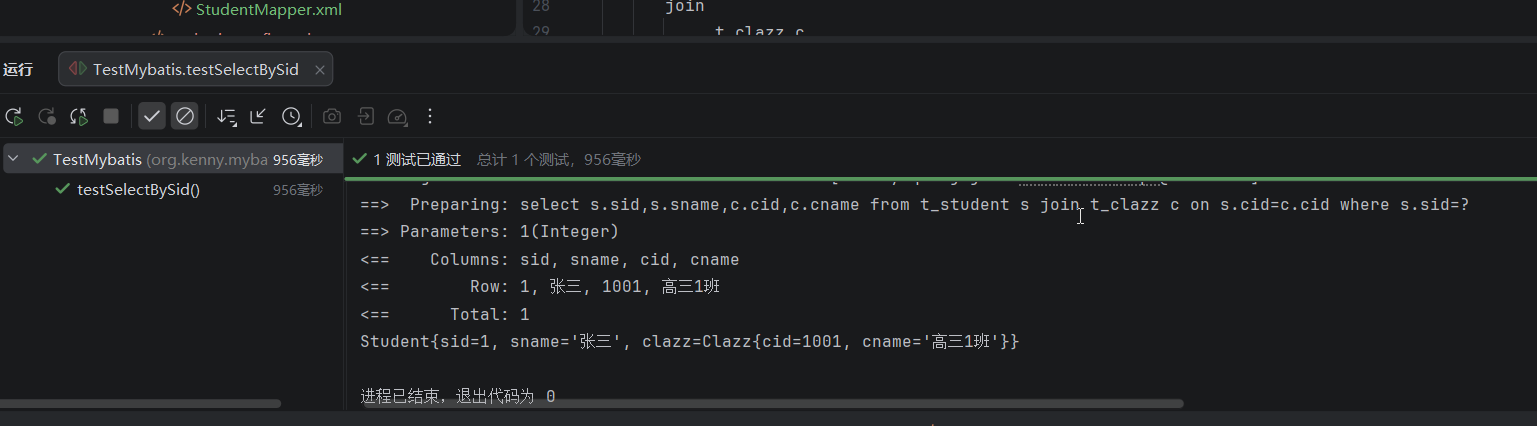 StudentMapper.xml
28 join
29 t_clazz c
运行 TestMybatis.testSelectBySid
TestMybatis (org.kenny.myba 956毫秒
1 测试已通过 总计 1 个测试, 956毫秒
testSelectBySid() 956毫秒
==>  Preparing: select s.sid,s.sname,c.cid,c.cname from t_student s join t_clazz c on s.cid=c.cid where s.sid=?
==> Parameters: 1(Integer)
<==    Columns: sid, sname, cid, cname
<==        Row: 1, 张三, 1001, 高三1班
<==      Total: 1
Student{sid=1, sname='张三', clazz=Clazz{cid=1001, cname='高三1班'}}
进程已结束，退出代码为 0